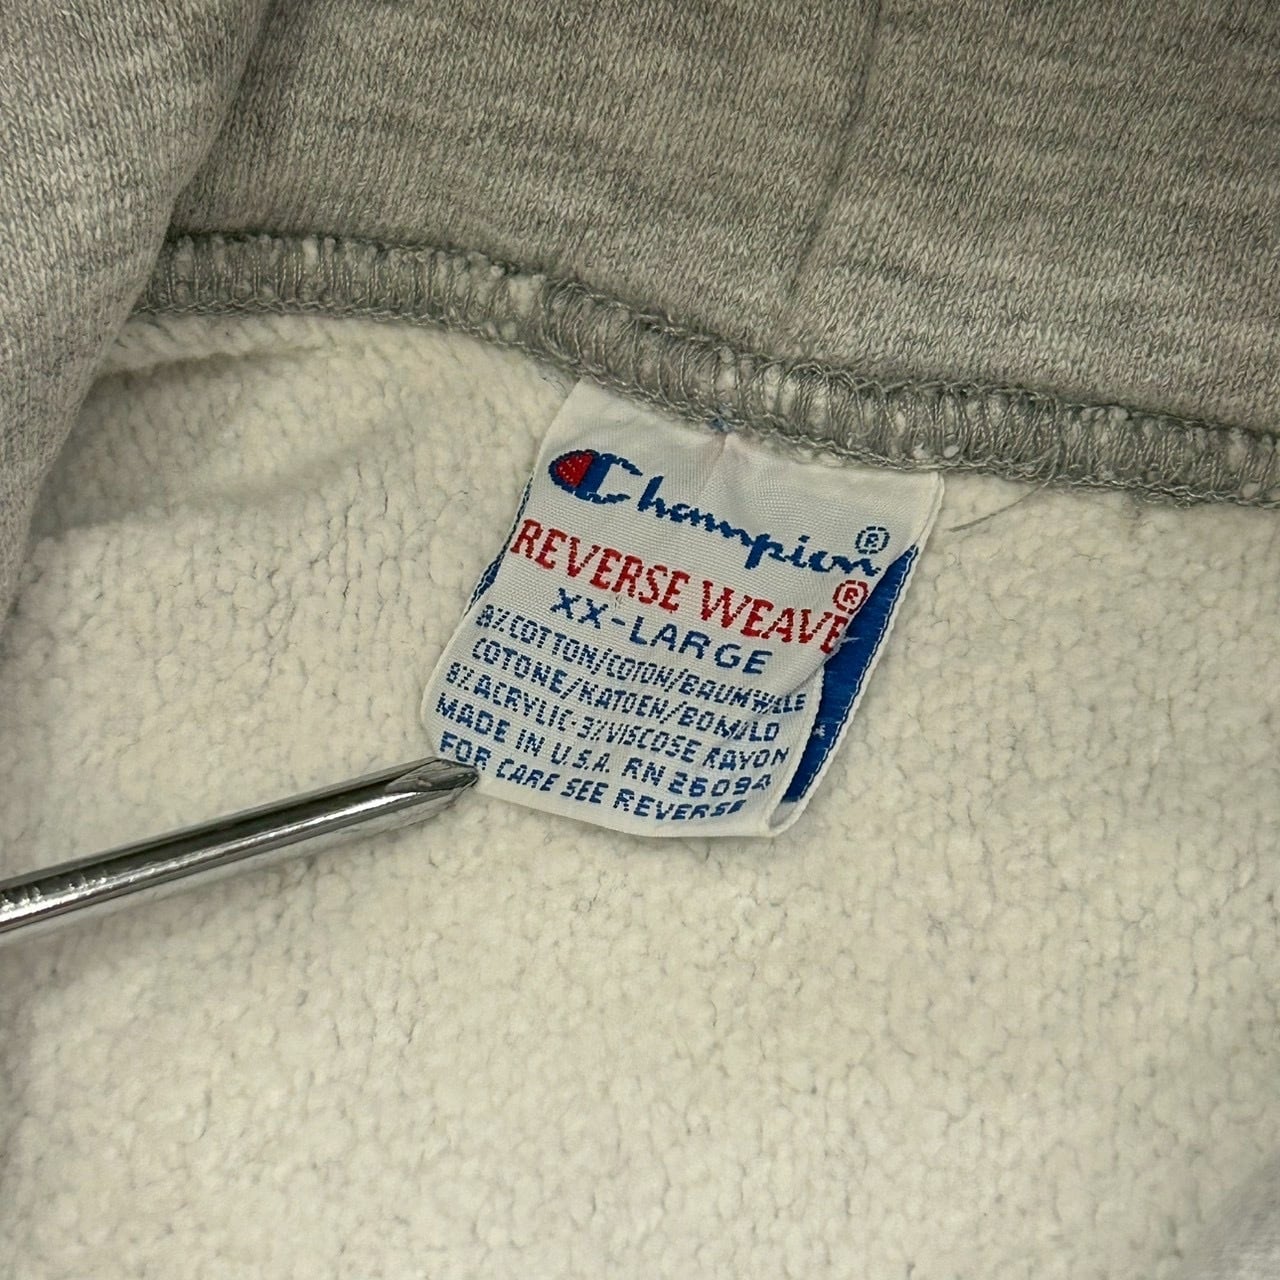 Champion®
REVERSE WEAVE®
XX-LARGE
8%COTTON/COTON/BAUMWOLLE
COTONE/KATOEN/BOMULD
8% ACRYLIC-3%VISCOSE RAYON
MADE IN U.S.A. RN 26094
FOR CARE SEE REVERSE